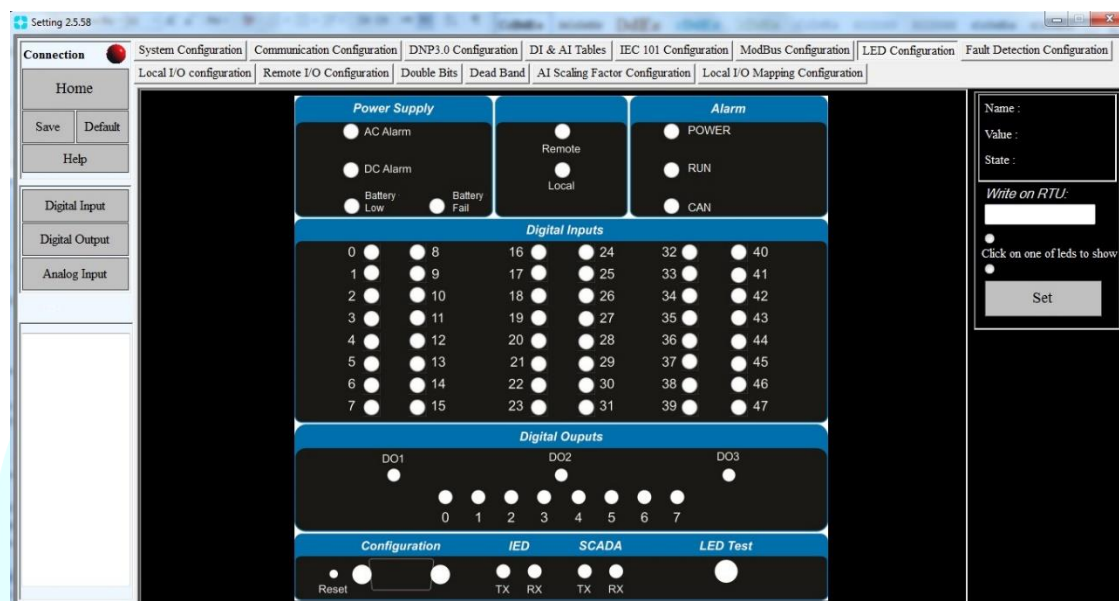 Setting 2.5.58
Connection
System Configuration Communication Configuration DNP3.0 Configuration DI & AI Tables IEC 101 Configuration ModBus Configuration LED Configuration Fault Detection Configuration
Local I/O configuration Remote I/O Configuration Double Bits Dead Band AI Scaling Factor Configuration Local I/O Mapping Configuration
Home
Save Default
Help
Digital Input
Digital Output
Analog Input
Power Supply
AC Alarm
DC Alarm
Battery Low
Battery Fail
Remote
Local
Alarm
POWER
RUN
CAN
Digital Inputs
0 8 16 24 32 40
1 9 17 25 33 41
2 10 18 26 34 42
3 11 19 27 35 43
4 12 20 28 36 44
5 13 21 29 37 45
6 14 22 30 38 46
7 15 23 31 39 47
Digital Ouputs
DO1 DO2 DO3
0 1 2 3 4 5 6 7
Configuration IED SCADA LED Test
Reset TX RX TX RX
Name :
Value :
State :
Write on RTU:
Click on one of leds to show
Set